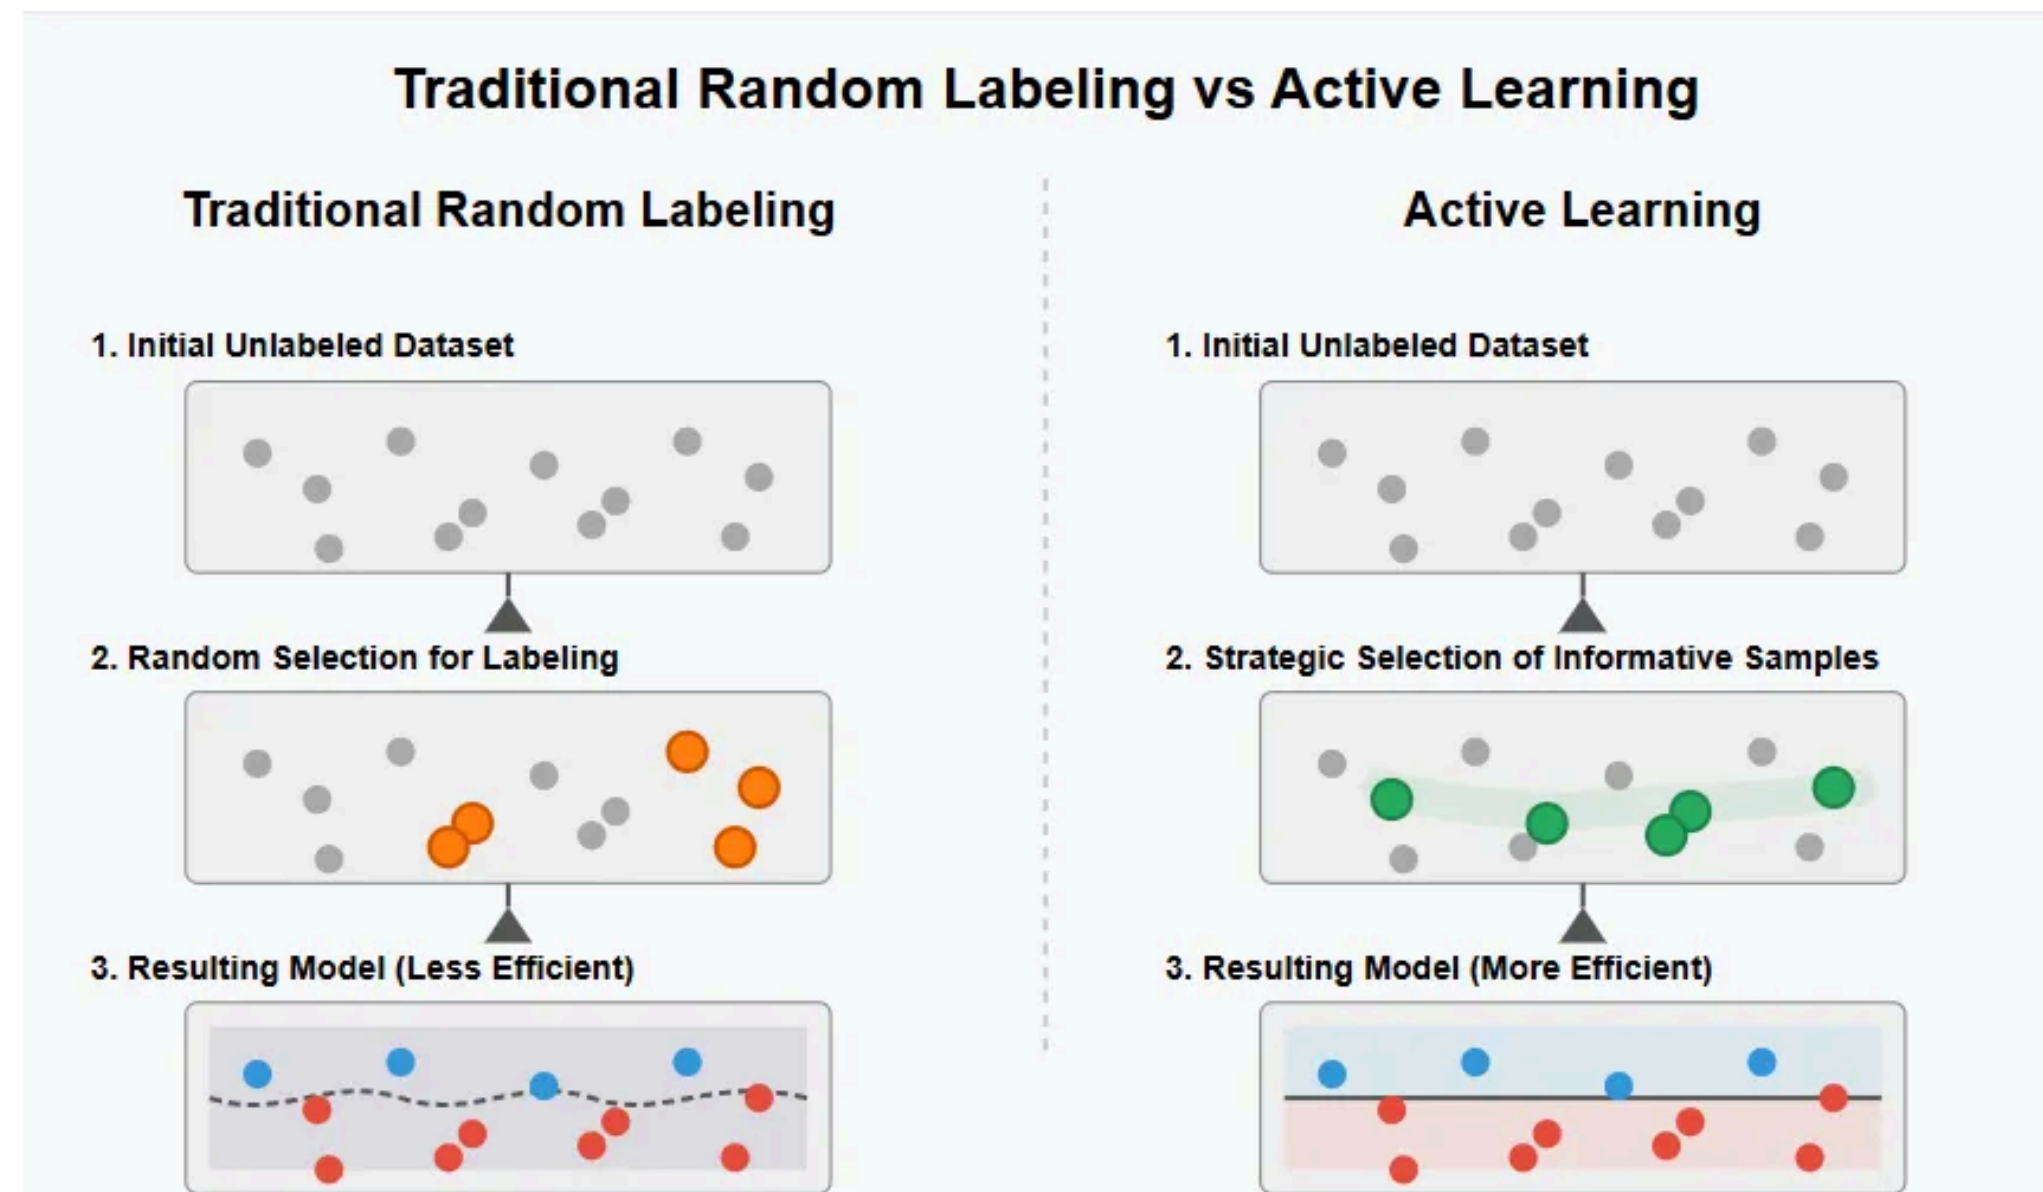 Traditional Random Labeling vs Active Learning
Traditional Random Labeling
1. Initial Unlabeled Dataset
2. Random Selection for Labeling
3. Resulting Model (Less Efficient)
Active Learning
1. Initial Unlabeled Dataset
2. Strategic Selection of Informative Samples
3. Resulting Model (More Efficient)